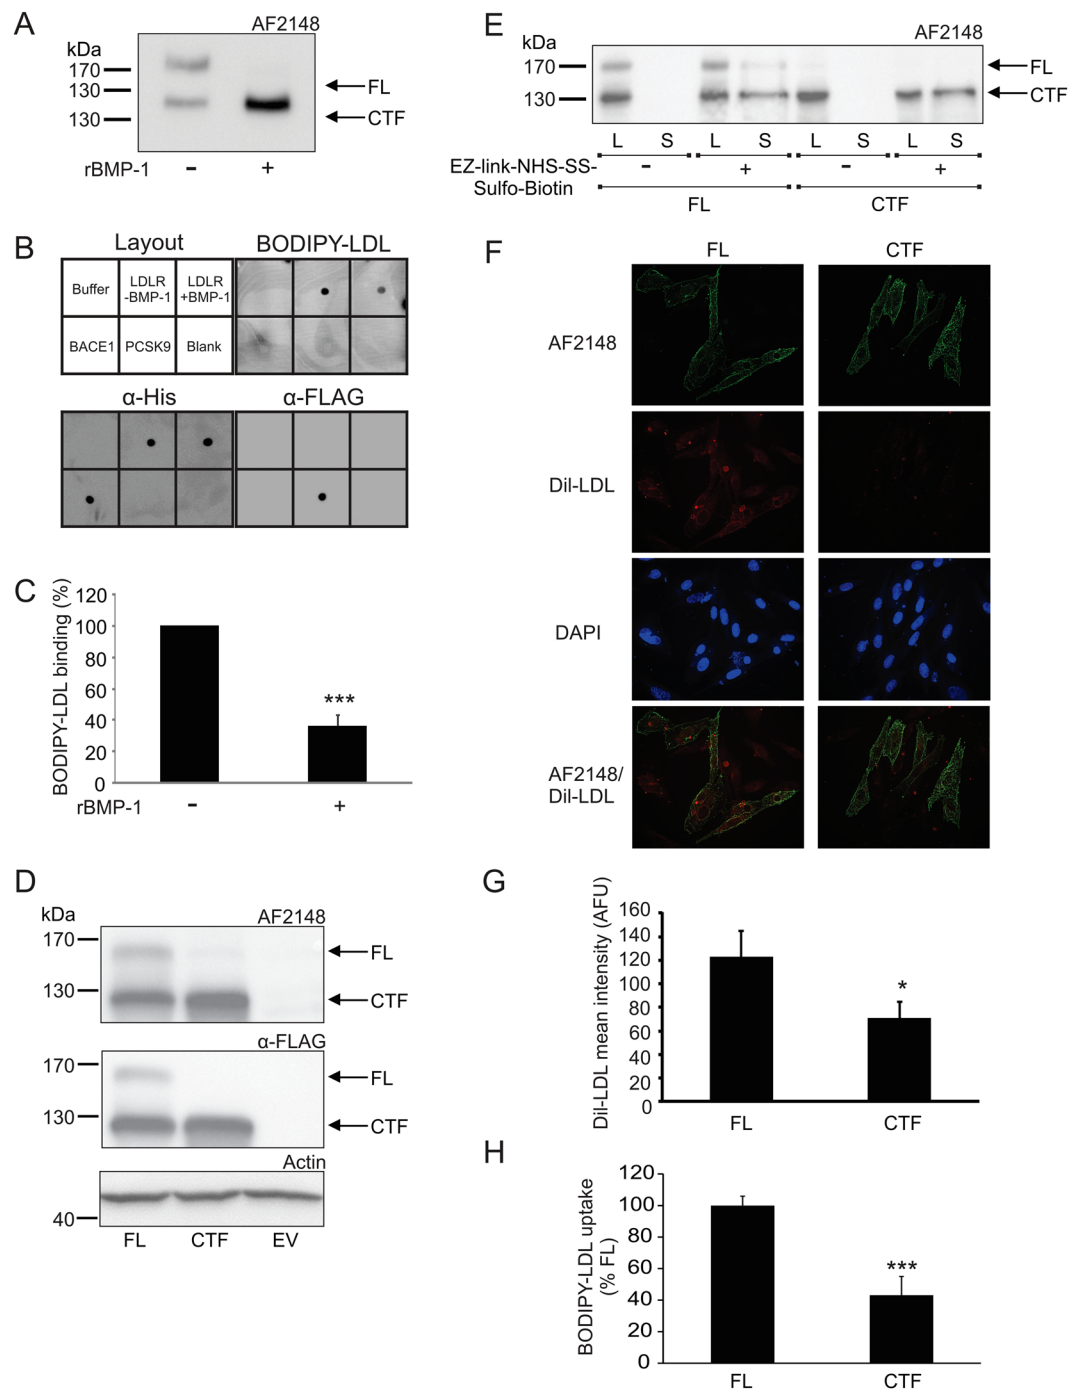 A
AF2148
kDa
170
130
130
FL
CTF
rBMP-1
-
+
B
Layout
BODIPY-LDL
Buffer
LDLR
-BMP-1
LDLR
+BMP-1
BACE1
PCSK9
Blank
α-His
α-FLAG
C
BODIPY-LDL binding (%)
120
100
80
60
40
20
0
***
rBMP-1
-
+
D
kDa
AF2148
170
130
FL
CTF
α-FLAG
170
130
FL
CTF
Actin
40
FL
CTF
EV
E
AF2148
kDa
170
130
FL
CTF
L S L S L S L S
EZ-link-NHS-SS-
Sulfo-Biotin
- + - +
FL
CTF
F
FL
CTF
AF2148
Dil-LDL
DAPI
AF2148/
Dil-LDL
G
Dil-LDL mean intensity (AFU)
160
140
120
100
80
60
40
20
0
*
FL
CTF
H
BODIPY-LDL uptake
(% FL)
120
100
80
60
40
20
0
***
FL
CTF